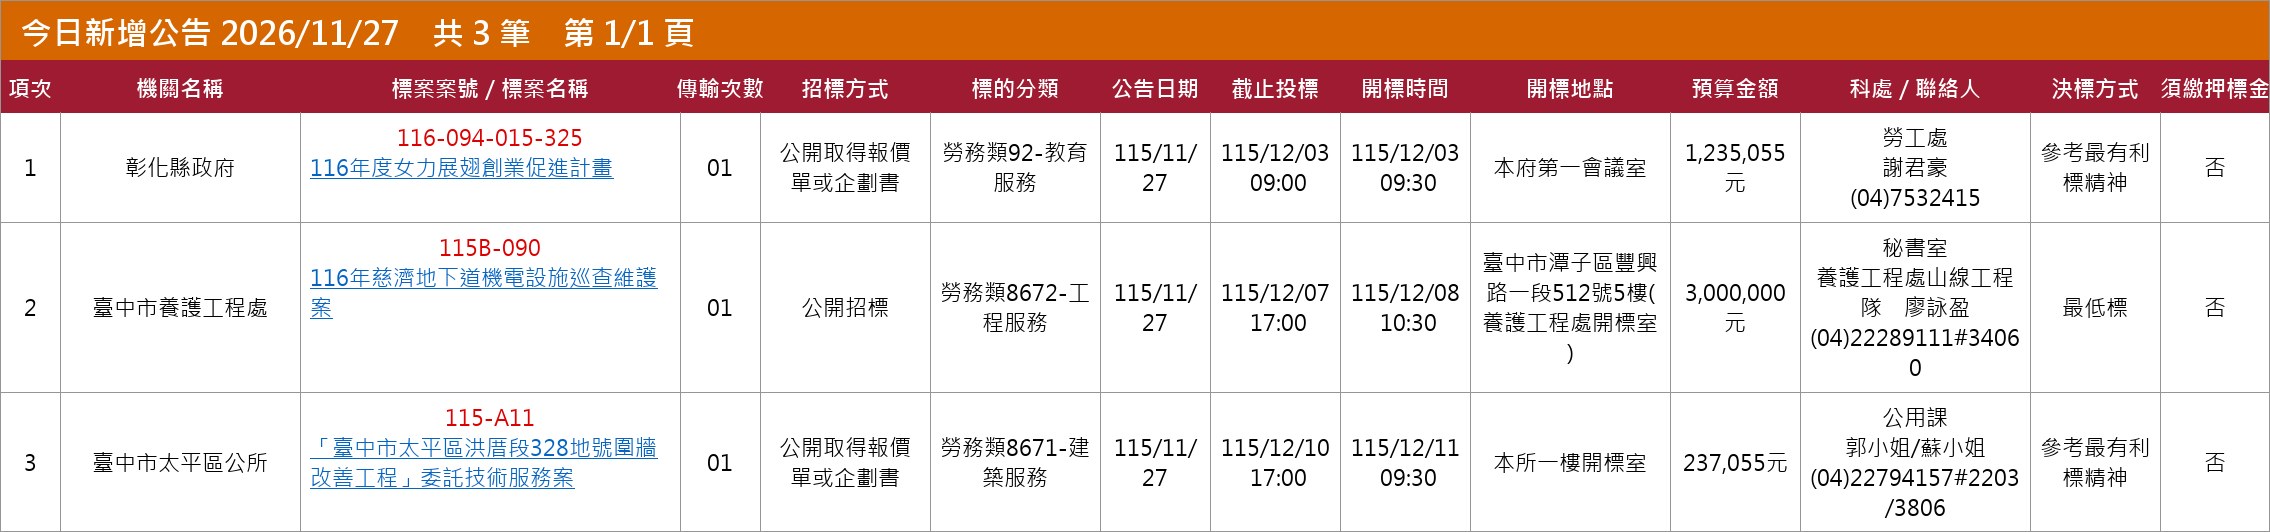 今日新增公告 2026/11/27　共 3 筆　第 1/1 頁
項次 機關名稱 標案案號 / 標案名稱 傳輸次數 招標方式 標的分類 公告日期 截止投標 開標時間 開標地點 預算金額 科處 / 聯絡人 決標方式 須繳押標金
1
彰化縣政府
116-094-015-325
116年度女力展翅創業促進計畫
01
公開取得報價
單或企劃書
勞務類92-教育
服務
115/11/
27
115/12/03
09:00
115/12/03
09:30
本府第一會議室
1,235,055
元
勞工處
謝君豪
(04)7532415
參考最有利
標精神
否
2
臺中市養護工程處
115B-090
116年慈濟地下道機電設施巡查維護
案
01
公開招標
勞務類8672-工
程服務
115/11/
27
115/12/07
17:00
115/12/08
10:30
臺中市潭子區豐興
路一段512號5樓(
養護工程處開標室
)
3,000,000
元
秘書室
養護工程處山線工程
隊　廖詠盈
(04)22289111#3406
0
最低標
否
3
臺中市太平區公所
115-A11
「臺中市太平區洪厝段328地號圍牆
改善工程」委託技術服務案
01
公開取得報價
單或企劃書
勞務類8671-建
築服務
115/11/
27
115/12/10
17:00
115/12/11
09:30
本所一樓開標室
237,055元
公用課
郭小姐/蘇小姐
(04)22794157#2203
/3806
參考最有利
標精神
否